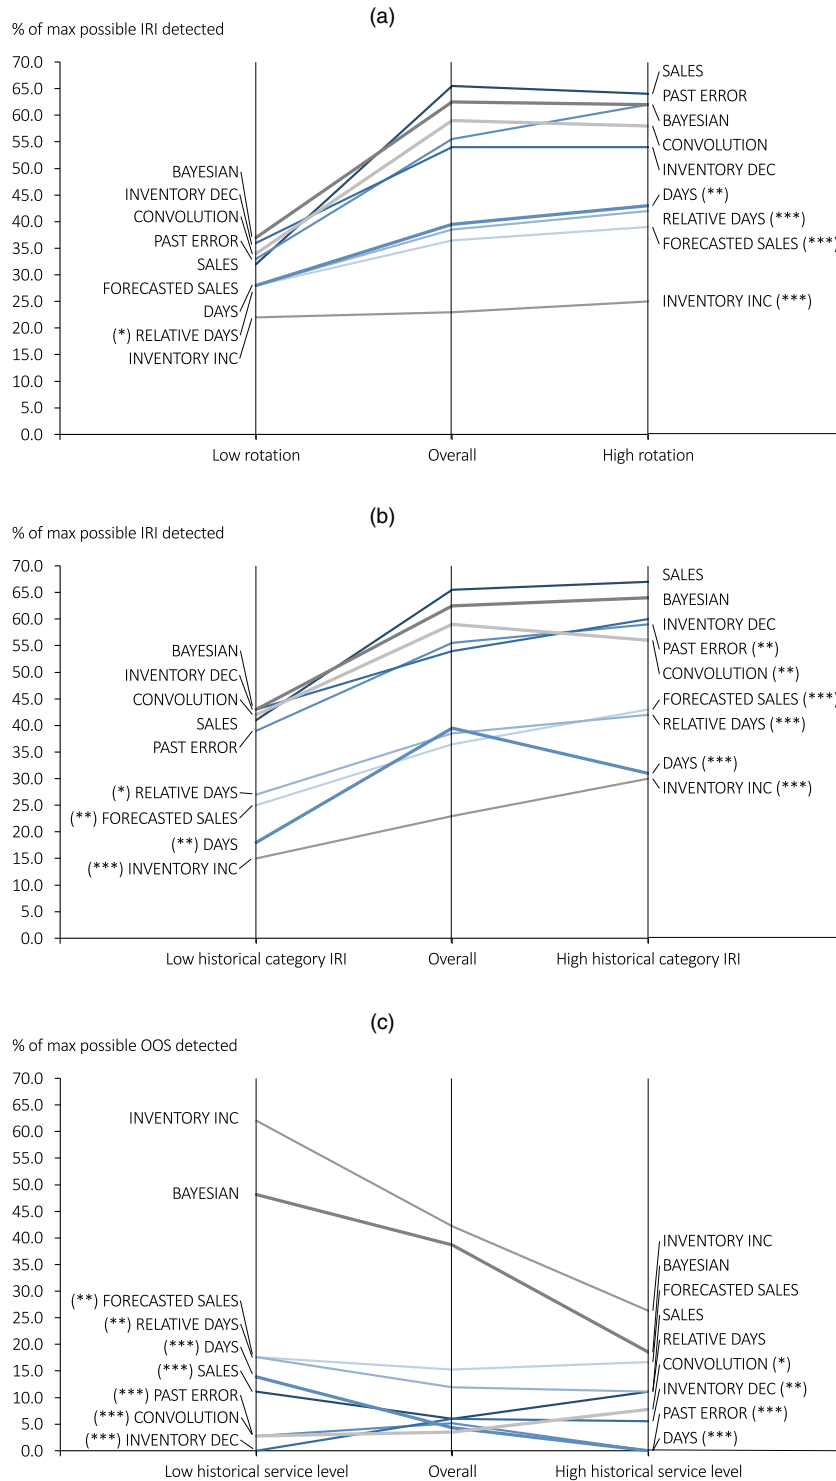 (a)
% of max possible IRI detected
70.0
65.0
60.0
55.0
50.0
45.0
40.0
35.0
30.0
25.0
20.0
15.0
10.0
5.0
0.0
BAYESIAN
INVENTORY DEC
CONVOLUTION
PAST ERROR
SALES
FORECASTED SALES
DAYS
(*) RELATIVE DAYS
INVENTORY INC
SALES
PAST ERROR
BAYESIAN
CONVOLUTION
INVENTORY DEC
DAYS (**)
RELATIVE DAYS (***)
FORECASTED SALES (***)
INVENTORY INC (***)
Low rotation
Overall
High rotation
(b)
% of max possible IRI detected
70.0
65.0
60.0
55.0
50.0
45.0
40.0
35.0
30.0
25.0
20.0
15.0
10.0
5.0
0.0
BAYESIAN
INVENTORY DEC
CONVOLUTION
SALES
PAST ERROR
(*) RELATIVE DAYS
(**) FORECASTED SALES
(**) DAYS
(***) INVENTORY INC
SALES
BAYESIAN
INVENTORY DEC
PAST ERROR (**)
CONVOLUTION (**)
FORECASTED SALES (***)
RELATIVE DAYS (***)
DAYS (***)
INVENTORY INC (***)
Low historical category IRI
Overall
High historical category IRI
(c)
% of max possible OOS detected
70.0
65.0
60.0
55.0
50.0
45.0
40.0
35.0
30.0
25.0
20.0
15.0
10.0
5.0
0.0
INVENTORY INC
BAYESIAN
(**) FORECASTED SALES
(**) RELATIVE DAYS
(***) DAYS
(***) SALES
(***) PAST ERROR
(***) CONVOLUTION
(***) INVENTORY DEC
INVENTORY INC
BAYESIAN
FORECASTED SALES
SALES
RELATIVE DAYS
CONVOLUTION (*)
INVENTORY DEC (**)
PAST ERROR (***)
DAYS (***)
Low historical service level
Overall
High historical service level